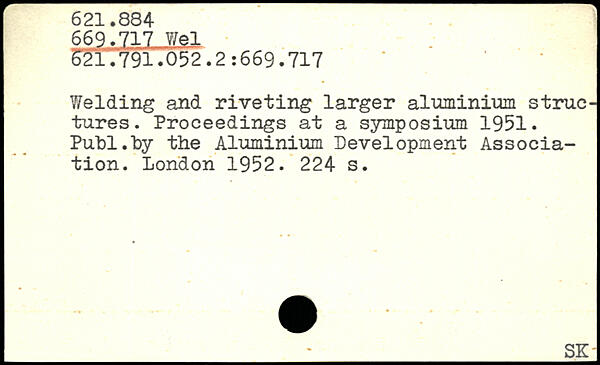 621.884
669.717 Wel
621.791.052.2:669.717
Welding and riveting larger aluminium struc-
tures. Proceedings at a symposium 1951.
Publ.by the Aluminium Development Associa-
tion. London 1952. 224 s.
SK